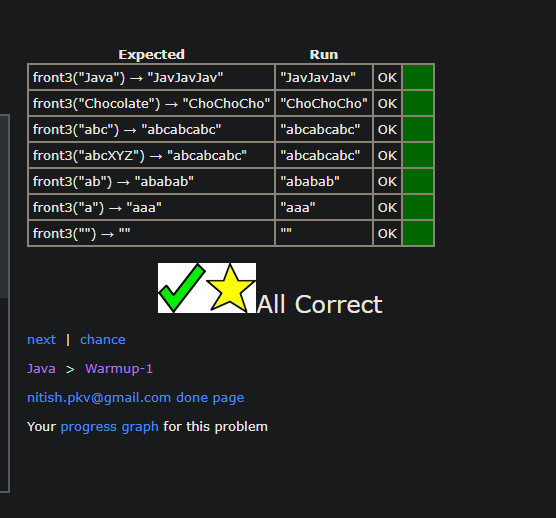 Expected Run
front3("Java") → "JavJavJav" "JavJavJav" OK
front3("Chocolate") → "ChoChoCho" "ChoChoCho" OK
front3("abc") → "abcabcabc" "abcabcabc" OK
front3("abcXYZ") → "abcabcabc" "abcabcabc" OK
front3("ab") → "ababab" "ababab" OK
front3("a") → "aaa" "aaa" OK
front3("") → "" "" OK
All Correct
next | chance
Java > Warmup-1
nitish.pkv@gmail.com done page
Your progress graph for this problem